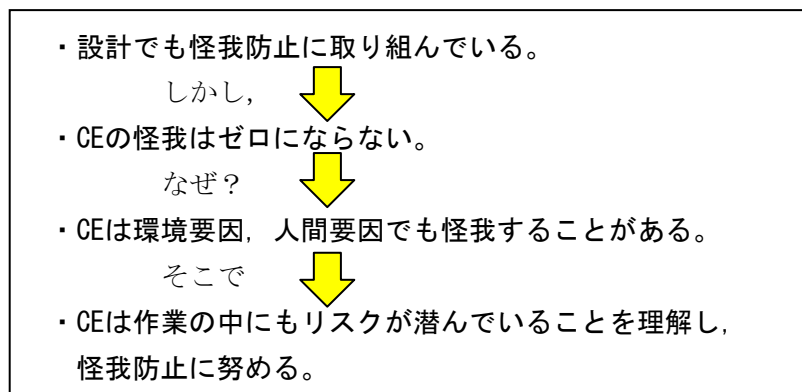 ・設計でも怪我防止に取り組んでいる。
しかし,
・CEの怪我はゼロにならない。
なぜ？
・CEは環境要因, 人間要因でも怪我することがある。
そこで
・CEは作業の中にもリスクが潜んでいることを理解し,
怪我防止に努める。